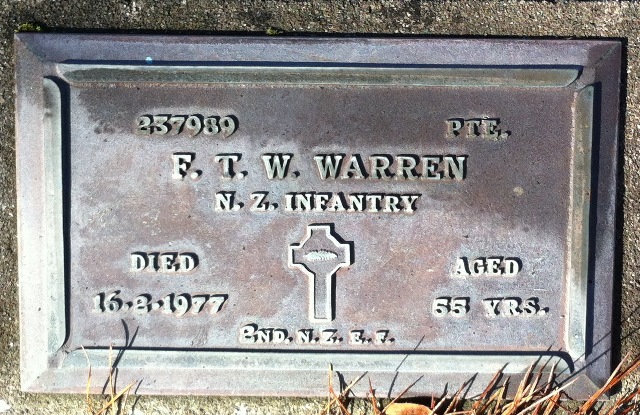 237989 PTE.
F. T. W. WARREN
N. Z. INFANTRY
DIED AGED
16.2.1977 55 YRS.
2ND. N.Z. E.F.